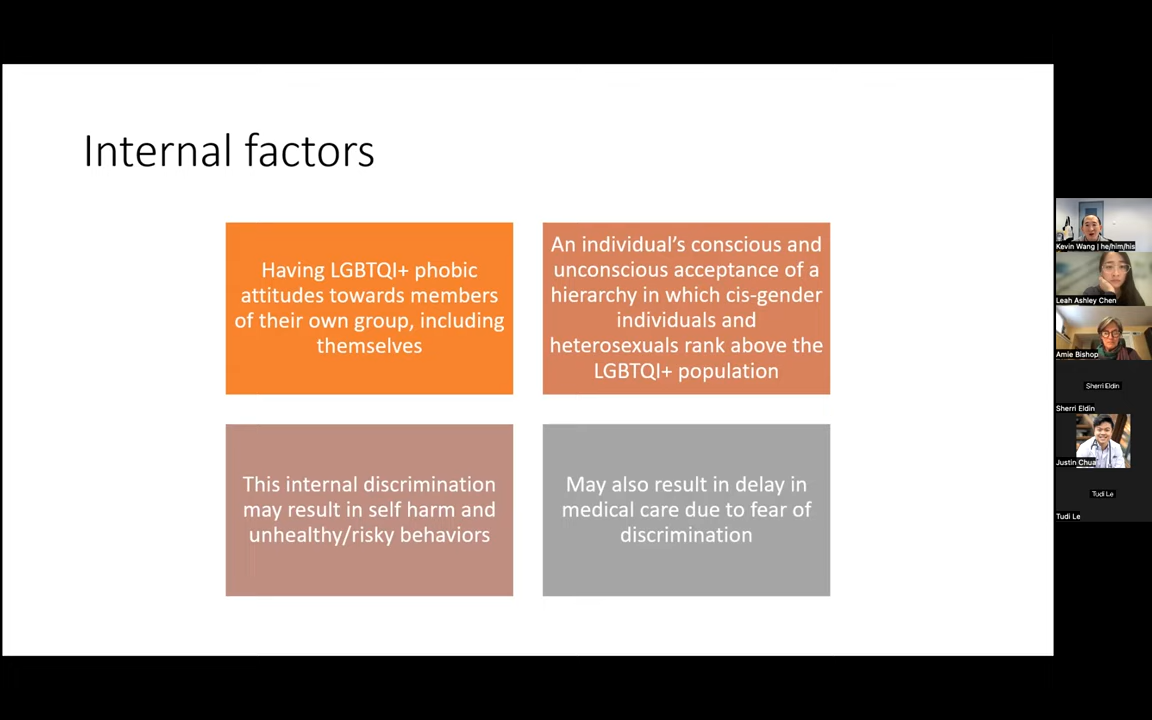 Internal factors
Having LGBTQI+ phobic
attitudes towards members
of their own group, including
themselves
An individual's conscious and
unconscious acceptance of a
hierarchy in which cis-gender
individuals and
heterosexuals rank above the
LGBTQI+ population
This internal discrimination
may result in self harm and
unhealthy/risky behaviors
May also result in delay in
medical care due to fear of
discrimination
Kevin Wang | he/him/his
Leah Ashley Chen
Amie Bishop
Sherri Eldin
Sherri Eldin
Justin Chua
Tudi Le
Tudi Le